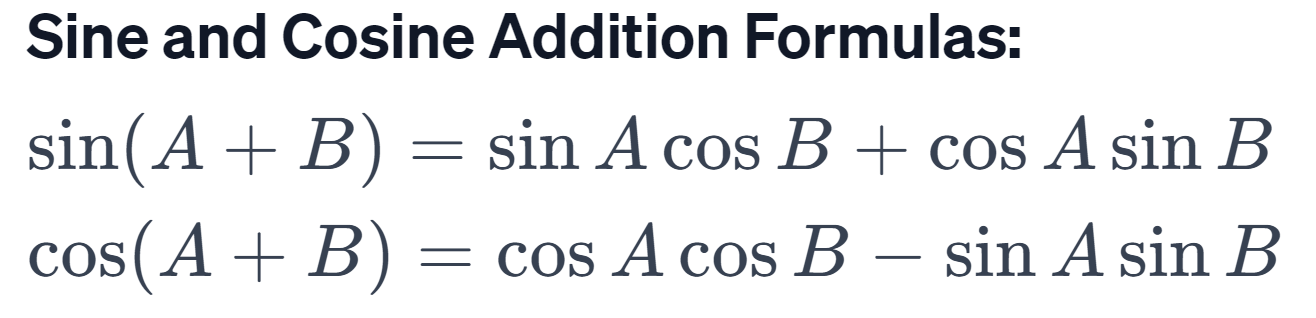 Sine and Cosine Addition Formulas:
sin(A + B) = sin A cos B + cos A sin B
cos(A + B) = cos A cos B − sin A sin B